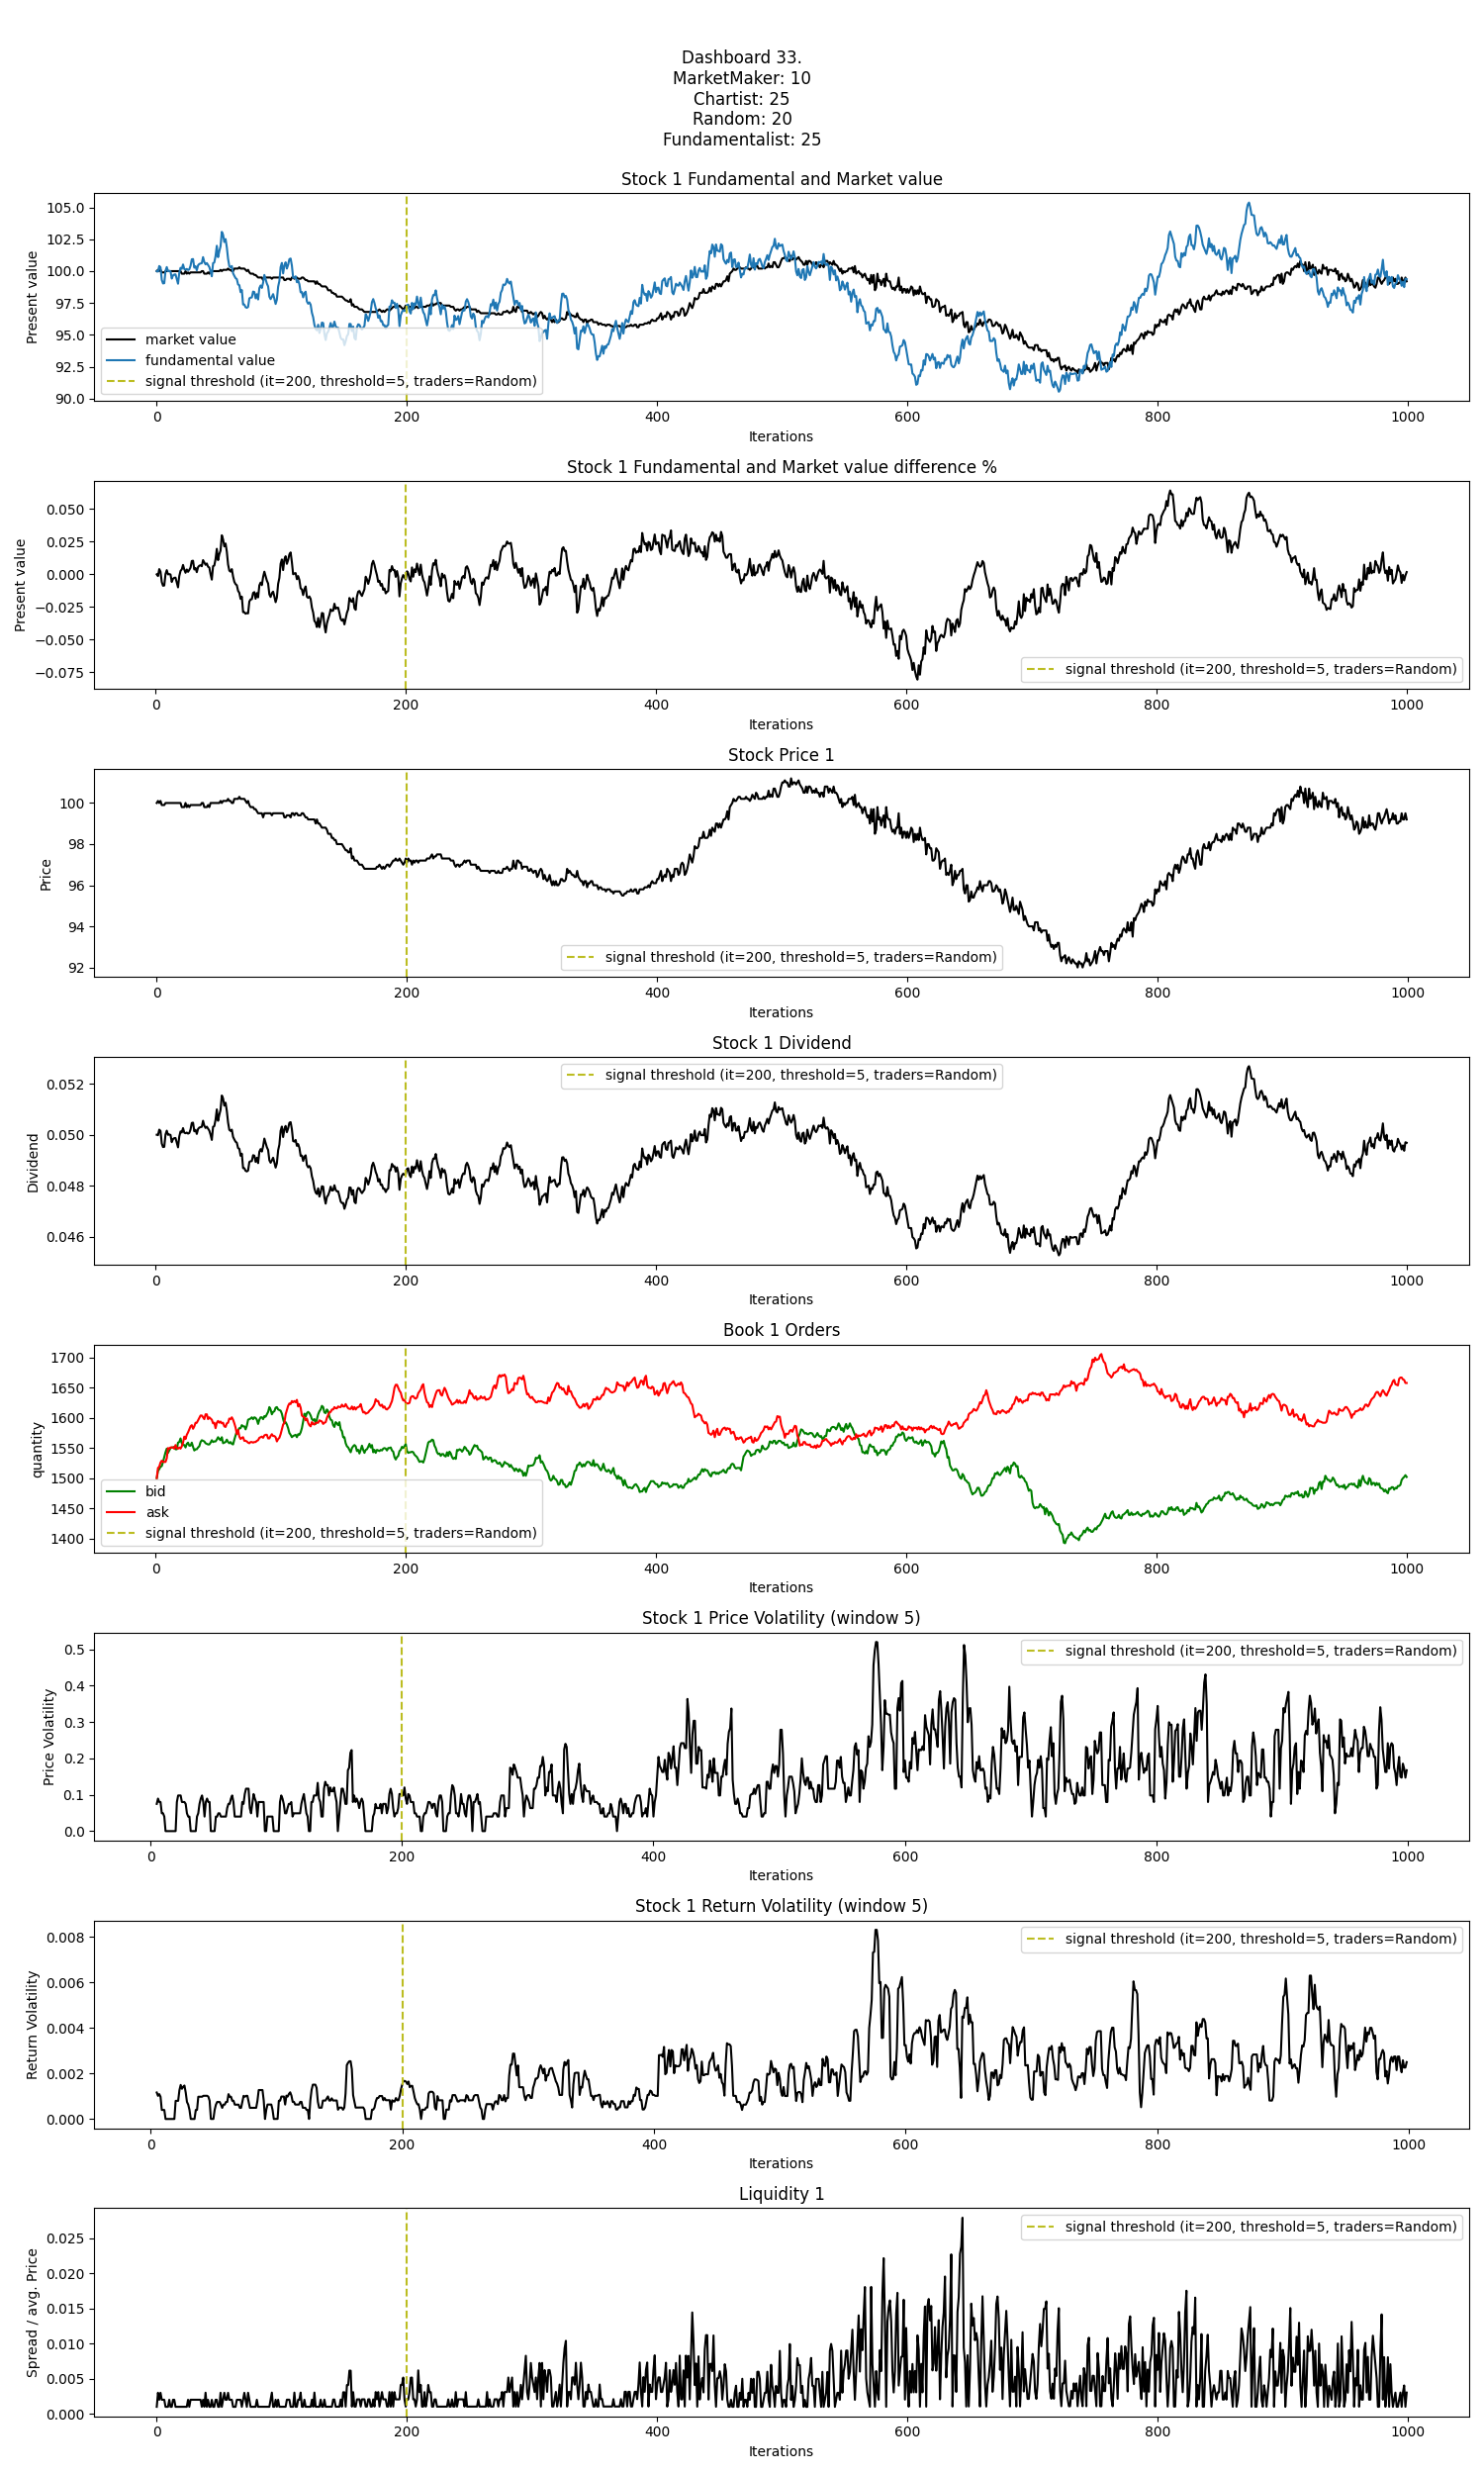 Dashboard 33.
MarketMaker: 10
Chartist: 25
Random: 20
Fundamentalist: 25
Stock 1 Fundamental and Market value
Present value
105.0
102.5
100.0
97.5
95.0
92.5
90.0
market value
fundamental value
signal threshold (it=200, threshold=5, traders=Random)
0 200 400 600 800 1000
Iterations
Stock 1 Fundamental and Market value difference %
Present value
0.050
0.025
0.000
−0.025
−0.050
−0.075
signal threshold (it=200, threshold=5, traders=Random)
0 200 400 600 800 1000
Iterations
Stock Price 1
Price
100
98
96
94
92
signal threshold (it=200, threshold=5, traders=Random)
0 200 400 600 800 1000
Iterations
Stock 1 Dividend
Dividend
0.052
0.050
0.048
0.046
signal threshold (it=200, threshold=5, traders=Random)
0 200 400 600 800 1000
Iterations
Book 1 Orders
quantity
1700
1650
1600
1550
1500
1450
1400
bid
ask
signal threshold (it=200, threshold=5, traders=Random)
0 200 400 600 800 1000
Iterations
Stock 1 Price Volatility (window 5)
Price Volatility
0.5
0.4
0.3
0.2
0.1
0.0
signal threshold (it=200, threshold=5, traders=Random)
0 200 400 600 800 1000
Iterations
Stock 1 Return Volatility (window 5)
Return Volatility
0.008
0.006
0.004
0.002
0.000
signal threshold (it=200, threshold=5, traders=Random)
0 200 400 600 800 1000
Iterations
Liquidity 1
Spread / avg. Price
0.025
0.020
0.015
0.010
0.005
0.000
signal threshold (it=200, threshold=5, traders=Random)
0 200 400 600 800 1000
Iterations